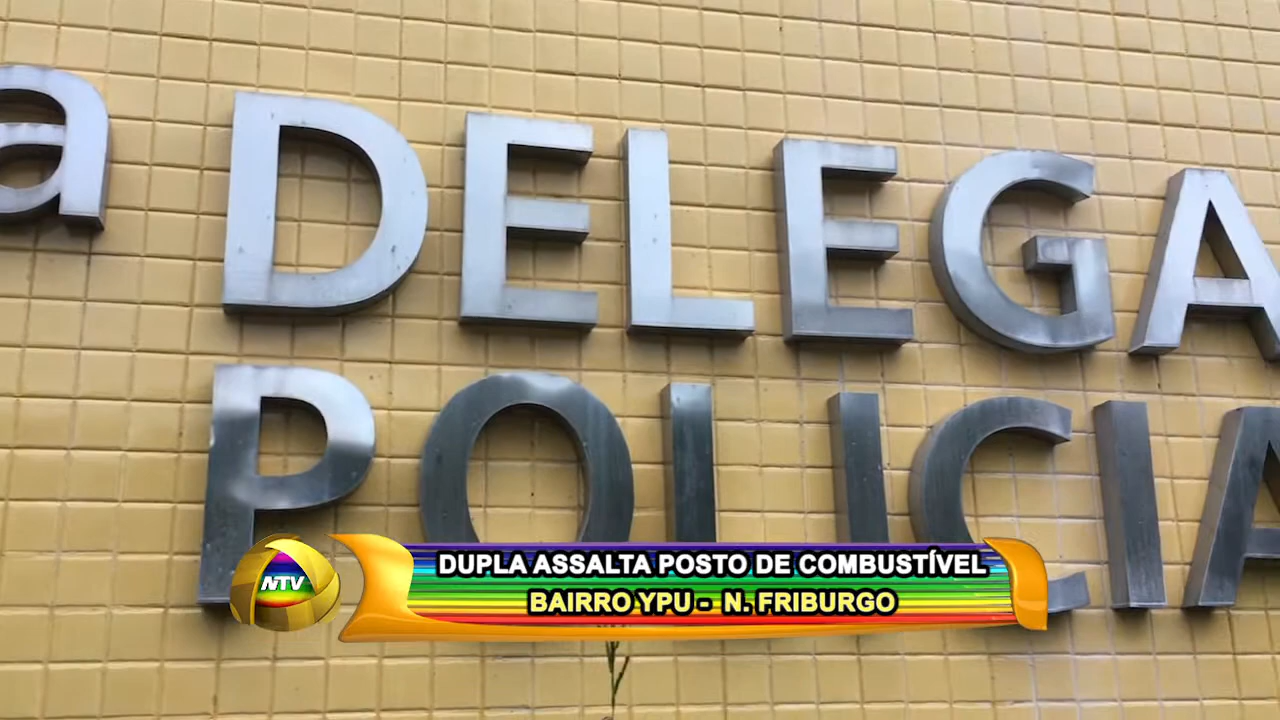 a DELEGA
POLICIA
NTV
DUPLA ASSALTA POSTO DE COMBUSTÍVEL
BAIRRO YPU - N. FRIBURGO